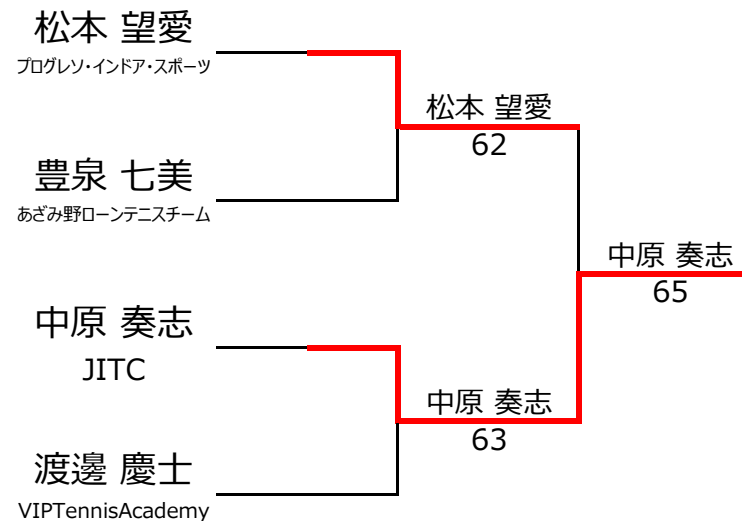 松本 望愛
プログレソ・インドア・スポーツ
松本 望愛
62
豊泉 七美
あざみ野ローンテニスチーム
中原 奏志
65
中原 奏志
JITC
中原 奏志
63
渡邊 慶士
VIPTennisAcademy